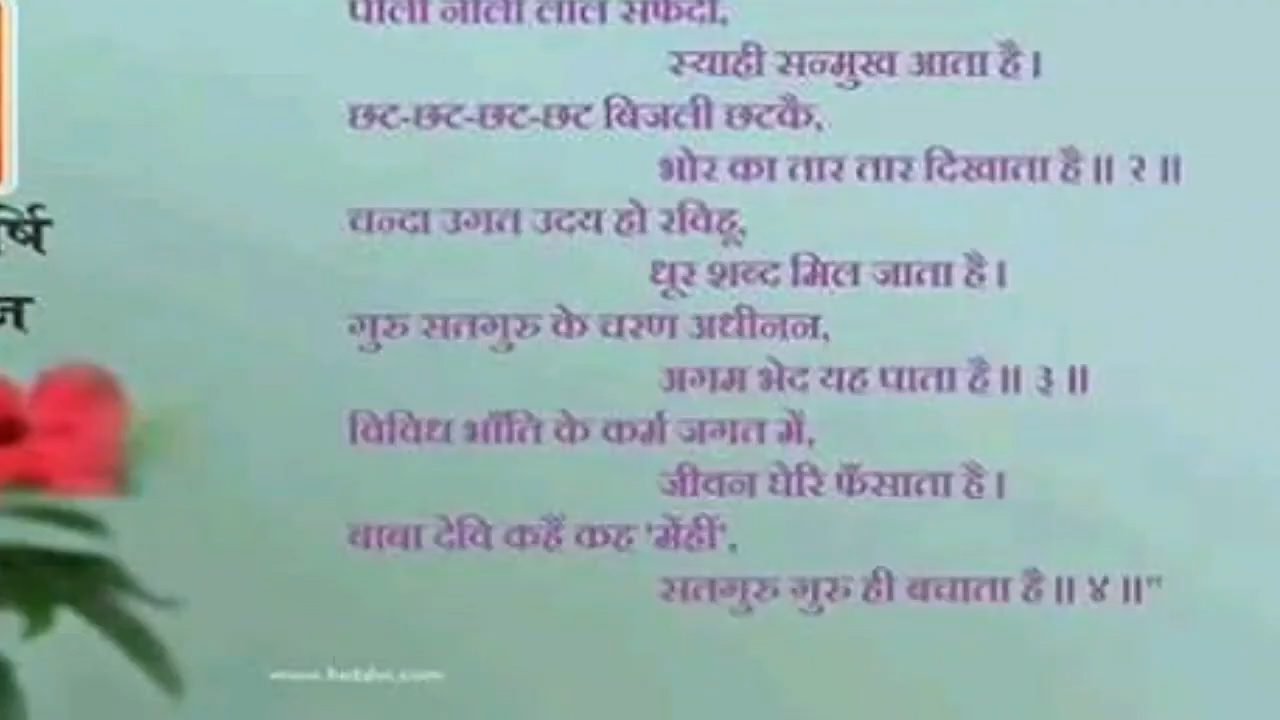 पीली नीली लाल सफेदी,
स्याही सन्मुख आता है।
छट-छट-छट-छट बिजली छटकै,
भोर का तार तार दिखाता है॥ २ ॥
चन्दा उगत उदय हो रविहू,
धूर शब्द मिल जाता है।
र्षि
गुरु सतगुरु के चरण अधीनन,
न
अगम भेद यह पाता है॥ ३ ॥
विविध भाँति के कर्म जगत में,
जीवन घेरि फँसाता है।
बाबा देवि कहैं कह 'मेंहीं',
सतगुरु गुरु ही बचाता है॥ ४ ॥"